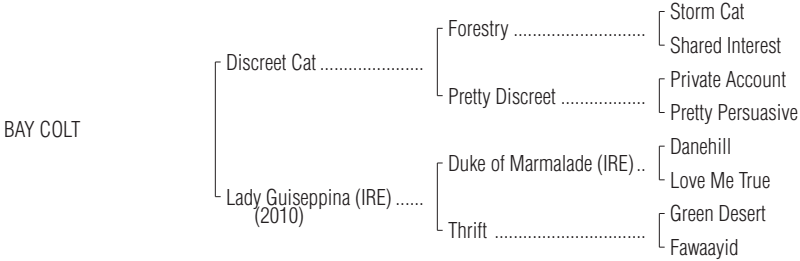 Storm Cat
Forestry ............................
Shared Interest
Discreet Cat ......................
Private Account
Pretty Discreet ..................
Pretty Persuasive
BAY COLT
Danehill
Duke of Marmalade (IRE) ..
Love Me True
Lady Guiseppina (IRE) ......
(2010)
Green Desert
Thrift ................................
Fawaayid